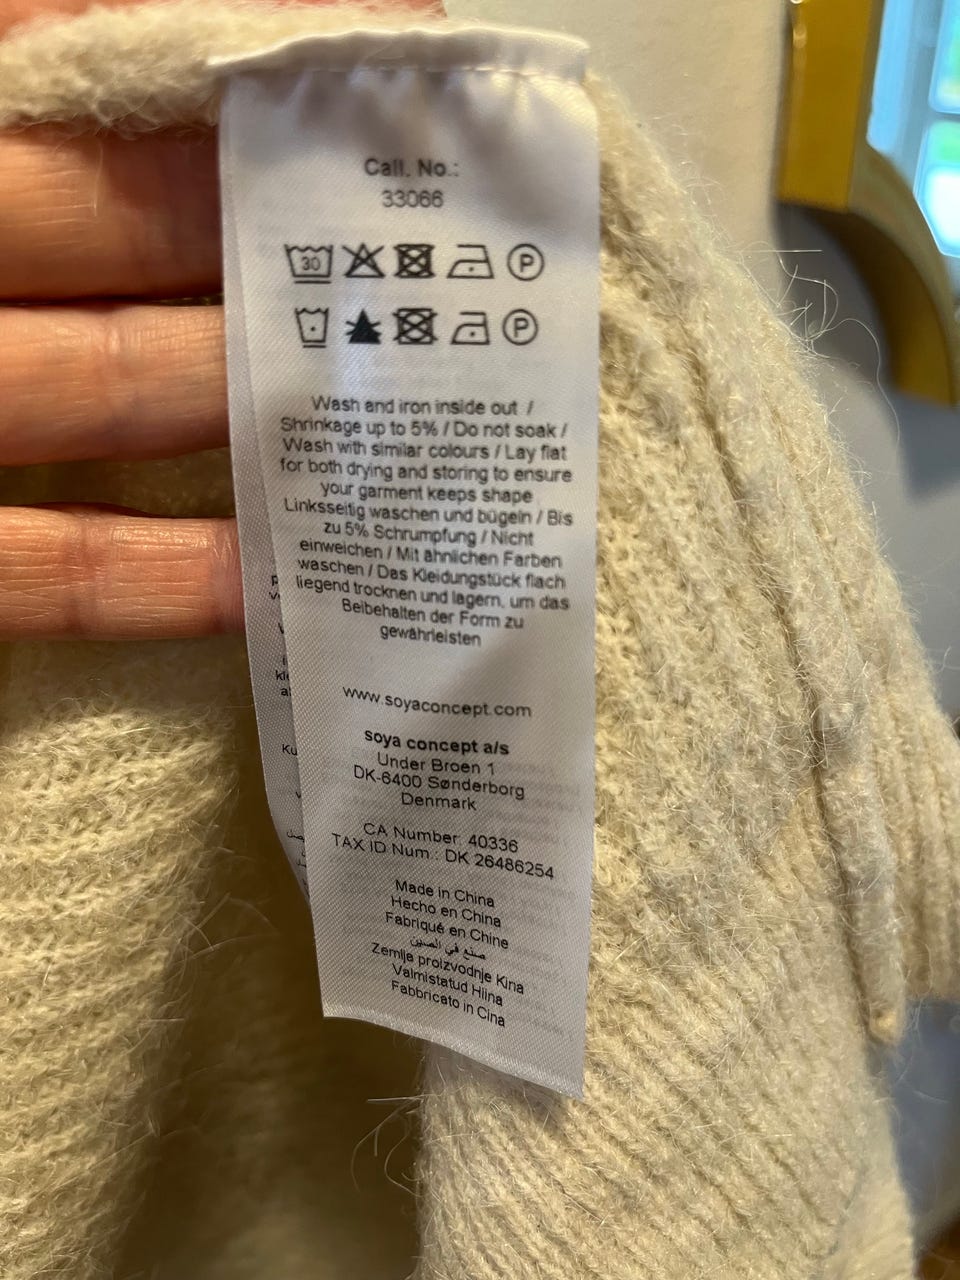 Call. No.:
33066
30 P
P
Wash and iron inside out /
Shrinkage up to 5% / Do not soak /
Wash with similar colours / Lay flat
for both drying and storing to ensure
your garment keeps shape
Linksseitig waschen und bügeln / Bis
zu 5% Schrumpfung / Nicht
einweichen / Mit ähnlichen Farben
waschen / Das Kleidungstück flach
liegend trocknen und lagern, um das
Beibehalten der Form zu
gewährleisten
www.soyaconcept.com
soya concept a/s
Under Broen 1
DK-6400 Sønderborg
Denmark
CA Number: 40336
TAX ID Num.: DK 26486254
Made in China
Hecho en China
Fabriqué en Chine
صنع في الصين
Zemlja proizvodnje Kina
Valmistatud Hiina
Fabbricato in Cina